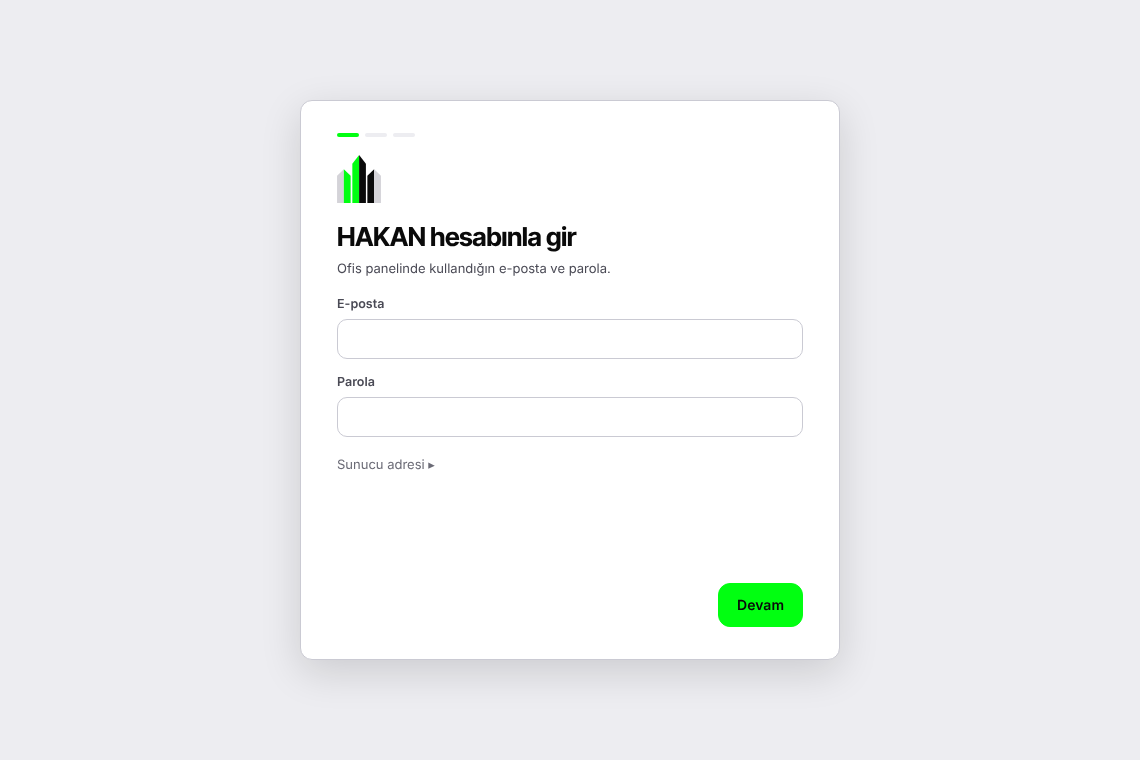 HAKAN hesabınla gir
Ofis panelinde kullandığın e-posta ve parola.
E-posta
Parola
Sunucu adresi ▸
Devam